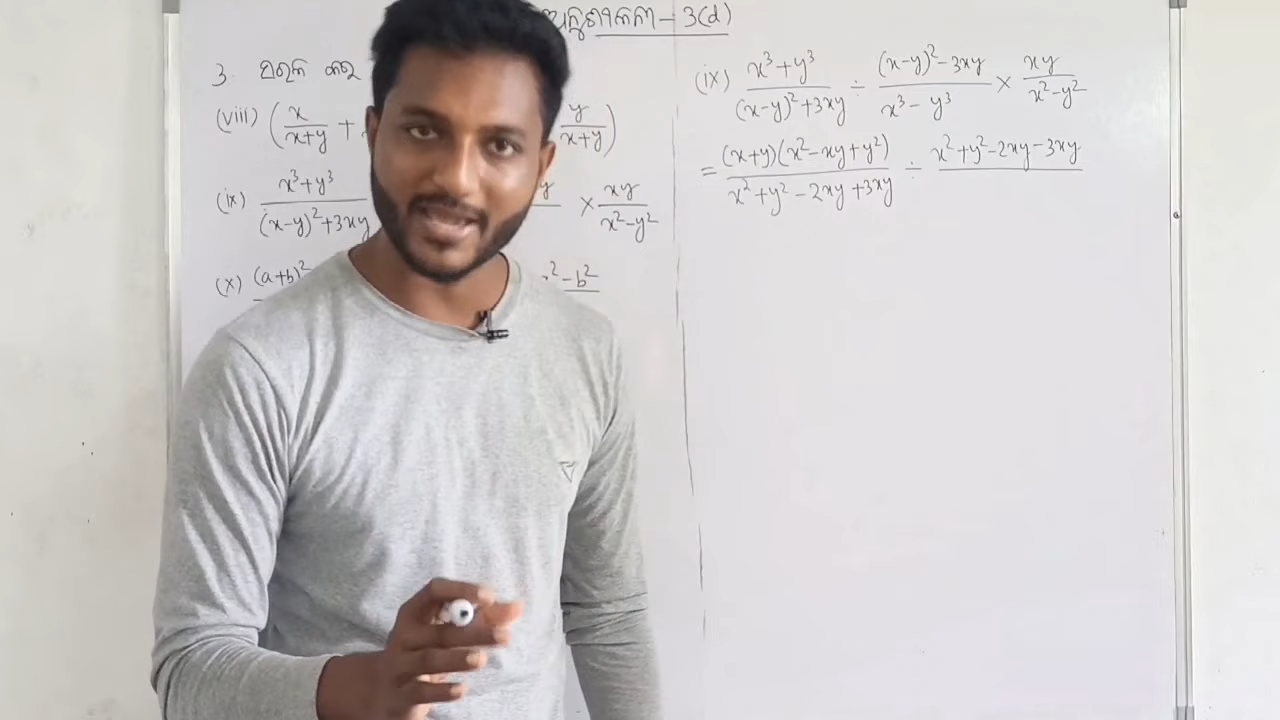 3(d)
3. ସରଳ କର
(viii) (x/(x+y) + y/(x+y))
(ix) (x³+y³)/((x-y)²+3xy) y × xy/(x²-y²)
(x) (a+b)² ²-b²
(ix) (x³+y³)/((x-y)²+3xy) ÷ ((x-y)²-3xy)/(x³-y³) × xy/(x²-y²)
= ((x+y)(x²-xy+y²))/(x²+y²-2xy+3xy) ÷ x²+y²-2xy-3xy